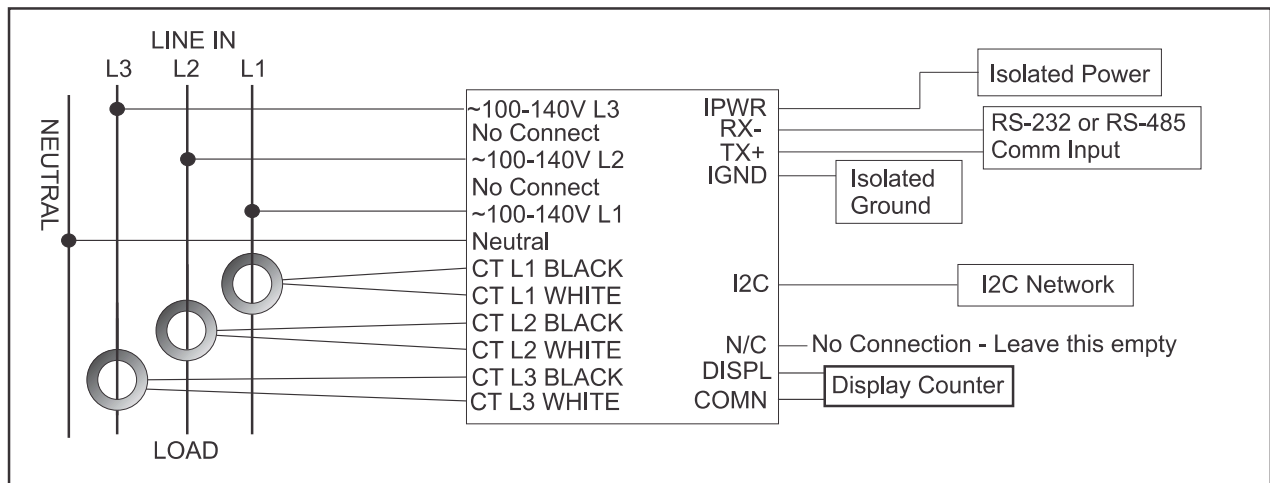 LINE IN
L3 L2 L1
NEUTRAL
~100-140V L3
No Connect
~100-140V L2
No Connect
~100-140V L1
Neutral
CT L1 BLACK
CT L1 WHITE
CT L2 BLACK
CT L2 WHITE
CT L3 BLACK
CT L3 WHITE
LOAD
IPWR
RX-
TX+
IGND
I2C
N/C
DISPL
COMN
Isolated Power
RS-232 or RS-485
Comm Input
Isolated
Ground
I2C Network
No Connection - Leave this empty
Display Counter